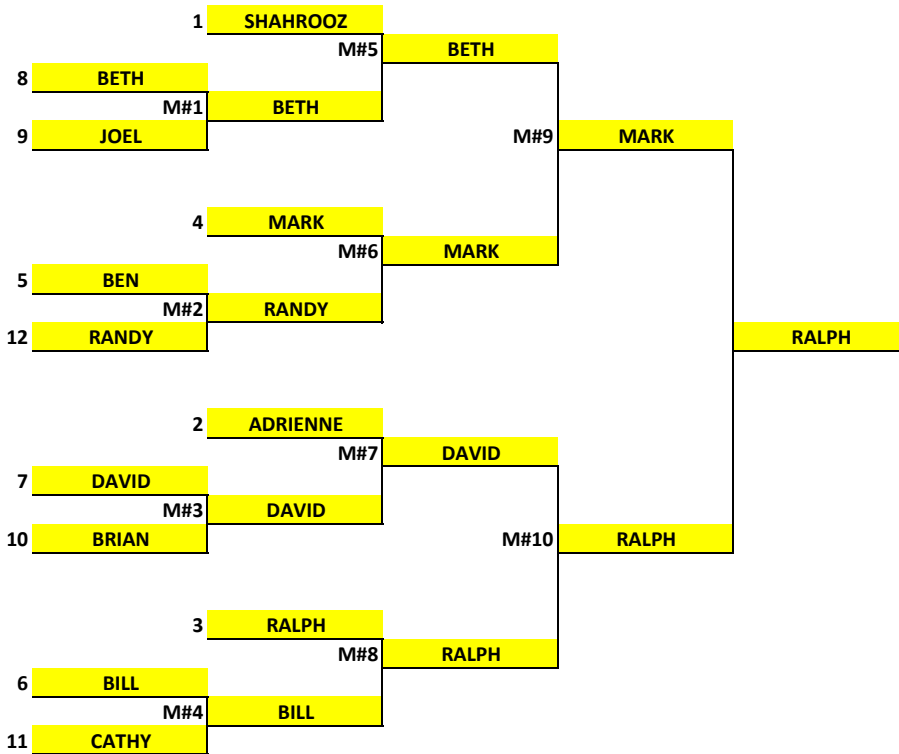 1 SHAHROOZ
M#5 BETH
8 BETH
M#1 BETH
9 JOEL M#9 MARK
4 MARK
M#6 MARK
5 BEN
M#2 RANDY
12 RANDY RALPH
2 ADRIENNE
M#7 DAVID
7 DAVID
M#3 DAVID
10 BRIAN M#10 RALPH
3 RALPH
M#8 RALPH
6 BILL
M#4 BILL
11 CATHY